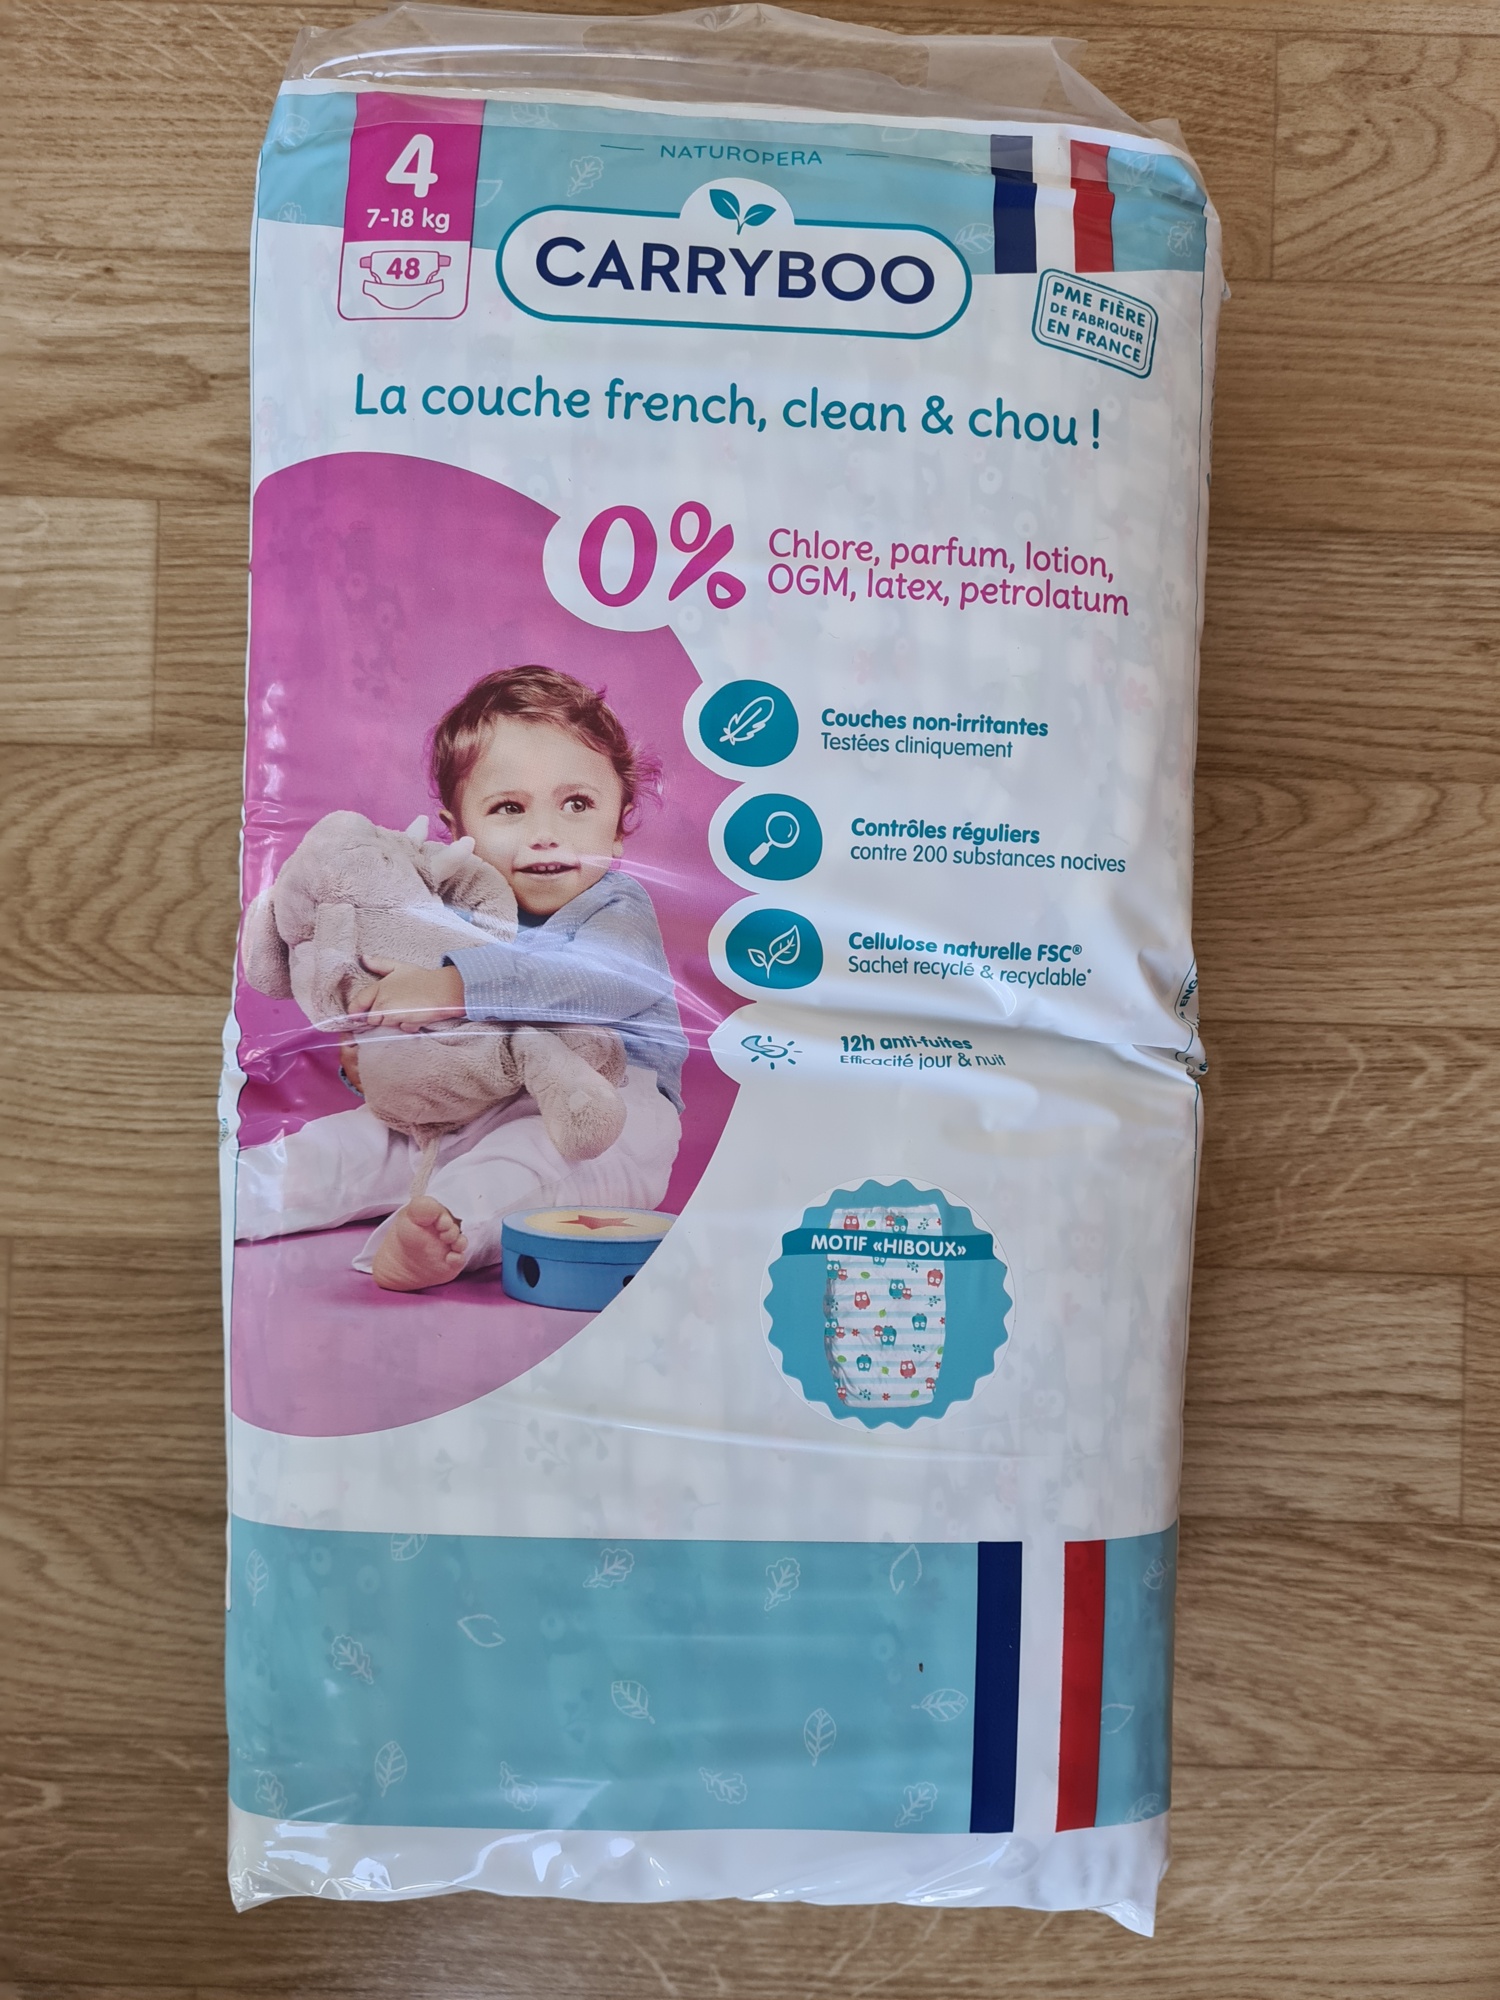 4
7-18 kg
48
NATUROPERA
CARRYBOO
PME FIÈRE
DE FABRIQUER
EN FRANCE
La couche french, clean & chou !
0%
Chlore, parfum, lotion,
OGM, latex, petrolatum
Couches non-irritantes
Testées cliniquement
Contrôles réguliers
contre 200 substances nocives
Cellulose naturelle FSC®
Sachet recyclé & recyclable*
12h anti-fuites
Efficacité jour & nuit
MOTIF «HIBOUX»